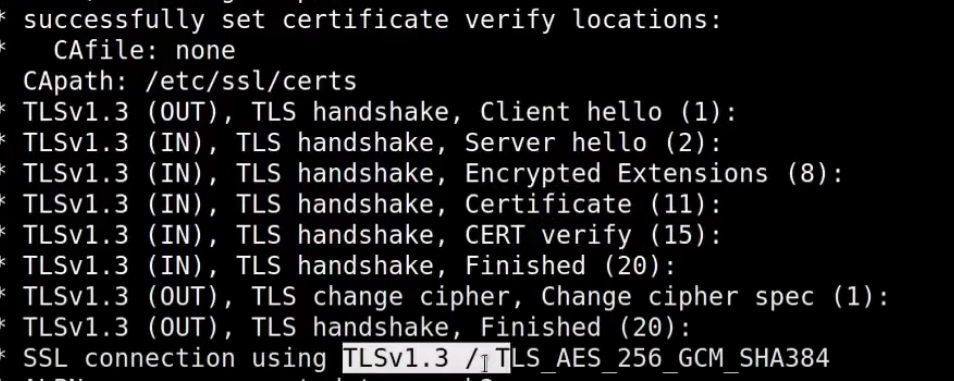 * successfully set certificate verify locations:
*   CAfile: none
  CApath: /etc/ssl/certs
* TLSv1.3 (OUT), TLS handshake, Client hello (1):
* TLSv1.3 (IN), TLS handshake, Server hello (2):
* TLSv1.3 (IN), TLS handshake, Encrypted Extensions (8):
* TLSv1.3 (IN), TLS handshake, Certificate (11):
* TLSv1.3 (IN), TLS handshake, CERT verify (15):
* TLSv1.3 (IN), TLS handshake, Finished (20):
* TLSv1.3 (OUT), TLS change cipher, Change cipher spec (1):
* TLSv1.3 (OUT), TLS handshake, Finished (20):
* SSL connection using TLSv1.3 / TLS_AES_256_GCM_SHA384